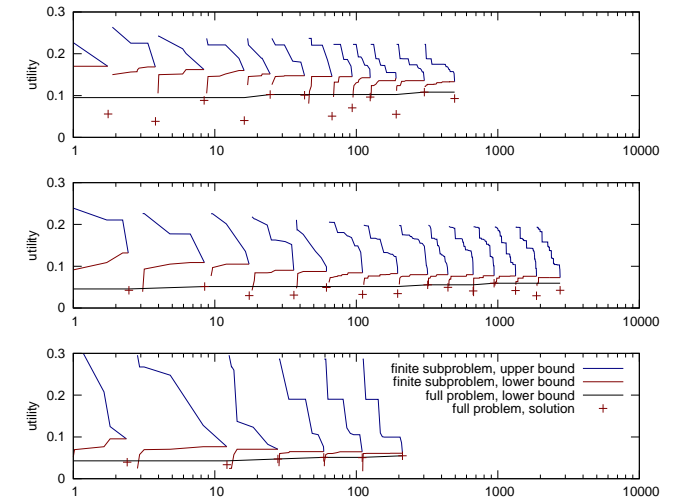 0.3
0.2
utility
0.1
0
1 10 100 1000 10000
0.3
0.2
utility
0.1
0
1 10 100 1000 10000
0.3
finite subproblem, upper bound
finite subproblem, lower bound
0.2
full problem, lower bound
full problem, solution
utility
0.1
0
1 10 100 1000 10000